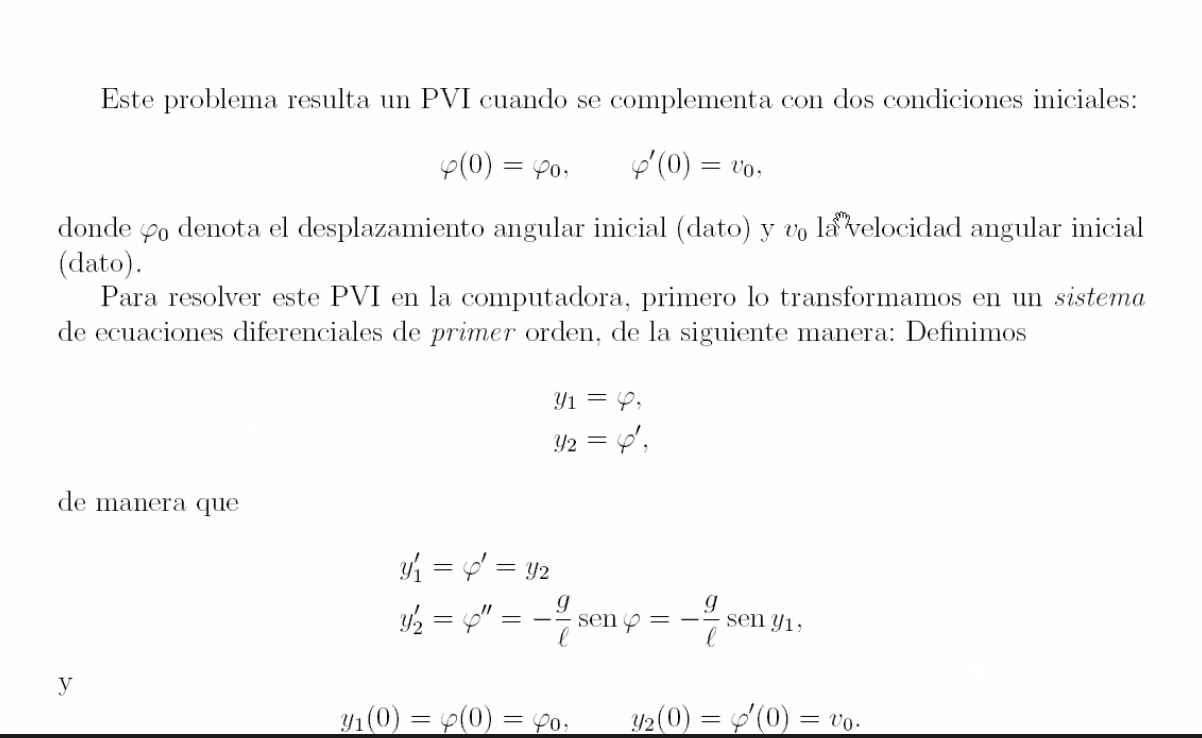 Este problema resulta un PVI cuando se complementa con dos condiciones iniciales:
φ(0) = φ₀, φ′(0) = v₀,
donde φ₀ denota el desplazamiento angular inicial (dato) y v₀ la velocidad angular inicial
(dato).
Para resolver este PVI en la computadora, primero lo transformamos en un sistema
de ecuaciones diferenciales de primer orden, de la siguiente manera: Definimos
y₁ = φ,
y₂ = φ′,
de manera que
y₁′ = φ′ = y₂
y₂′ = φ″ = −g/ℓ sen φ = −g/ℓ sen y₁,
y
y₁(0) = φ(0) = φ₀, y₂(0) = φ′(0) = v₀.